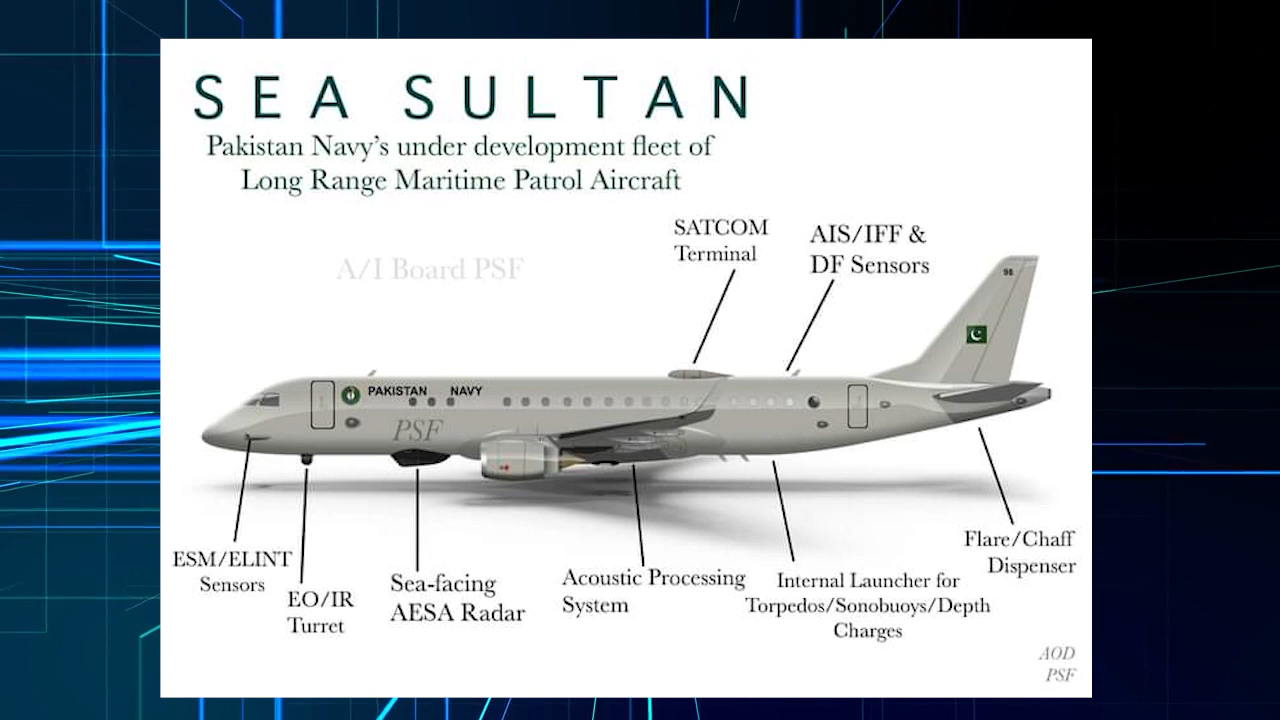 SEA SULTAN
Pakistan Navy's under development fleet of
Long Range Maritime Patrol Aircraft
SATCOM
Terminal
AIS/IFF &
DF Sensors
A/I Board PSF
98
PAKISTAN NAVY
PSF
ESM/ELINT
Sensors
EO/IR
Turret
Sea-facing
AESA Radar
Acoustic Processing
System
Internal Launcher for
Torpedos/Sonobuoys/Depth
Charges
Flare/Chaff
Dispenser
AOD
PSF